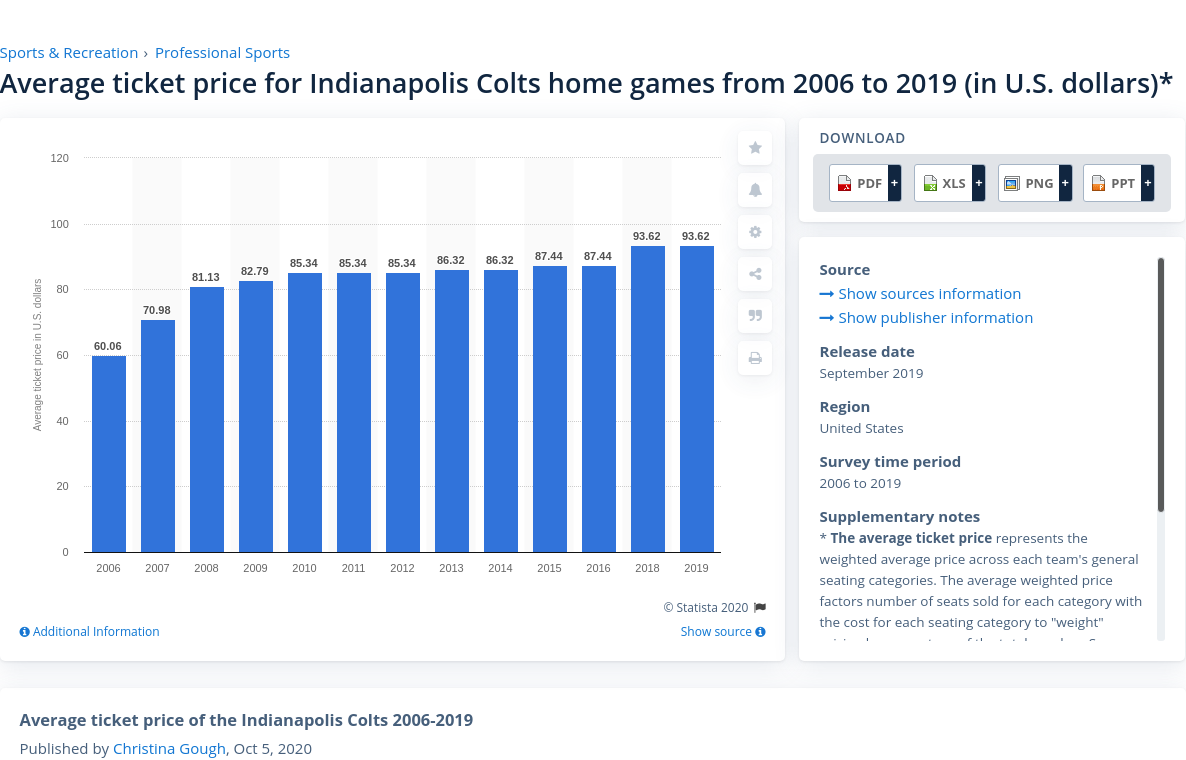 Sports & Recreation › Professional Sports
Average ticket price for Indianapolis Colts home games from 2006 to 2019 (in U.S. dollars)*
Average ticket price in U.S. dollars
120
100
80
60
40
20
0
60.06
70.98
81.13
82.79
85.34
85.34
85.34
86.32
86.32
87.44
87.44
93.62
93.62
2006 2007 2008 2009 2010 2011 2012 2013 2014 2015 2016 2018 2019
© Statista 2020
Additional Information
Show source
DOWNLOAD
PDF + XLS + PNG + PPT +
Source
Show sources information
Show publisher information
Release date
September 2019
Region
United States
Survey time period
2006 to 2019
Supplementary notes
* The average ticket price represents the
weighted average price across each team's general
seating categories. The average weighted price
factors number of seats sold for each category with
the cost for each seating category to "weight"
Average ticket price of the Indianapolis Colts 2006-2019
Published by Christina Gough, Oct 5, 2020